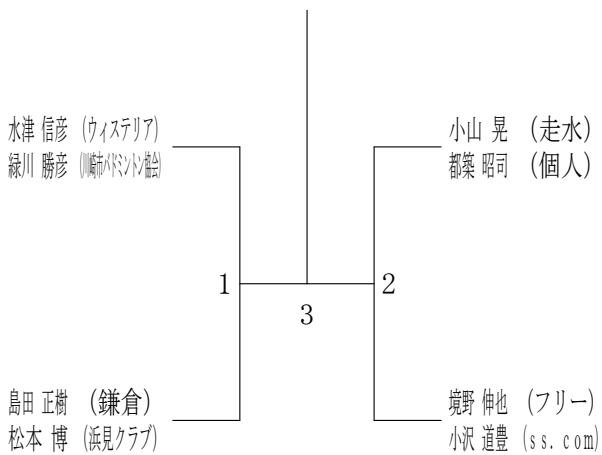 水津 信彦 (ウィステリア)
緑川 勝彦 (川崎市バドミントン協会)
小山 晃 (走水)
都築 昭司 (個人)
1
2
3
島田 正樹 (鎌倉)
松本 博 (浜見クラブ)
境野 伸也 (フリー)
小沢 道豊 (ss.com)